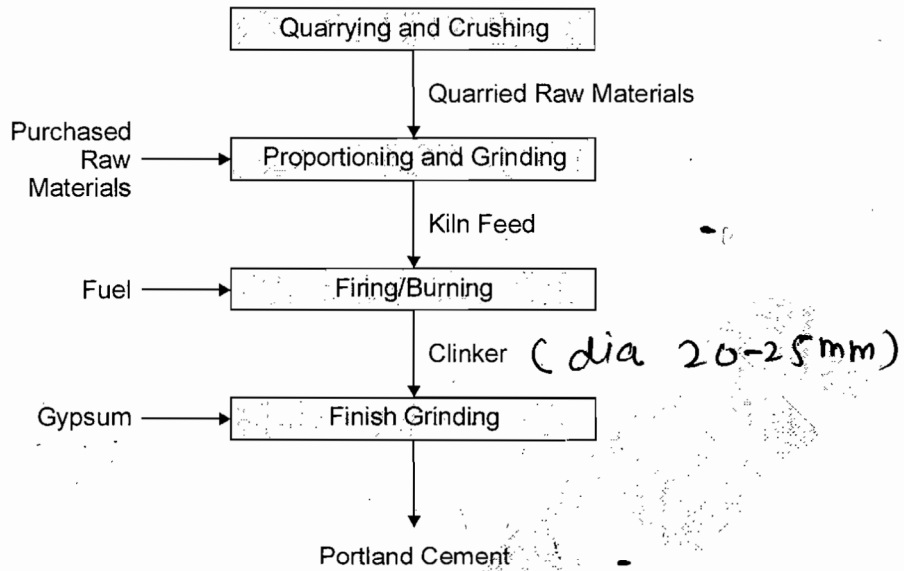 Quarrying and Crushing
Quarried Raw Materials
Purchased
Raw
Materials
Proportioning and Grinding
Kiln Feed
Fuel
Firing/Burning
Clinker (dia 20-25mm)
Gypsum
Finish Grinding
Portland Cement